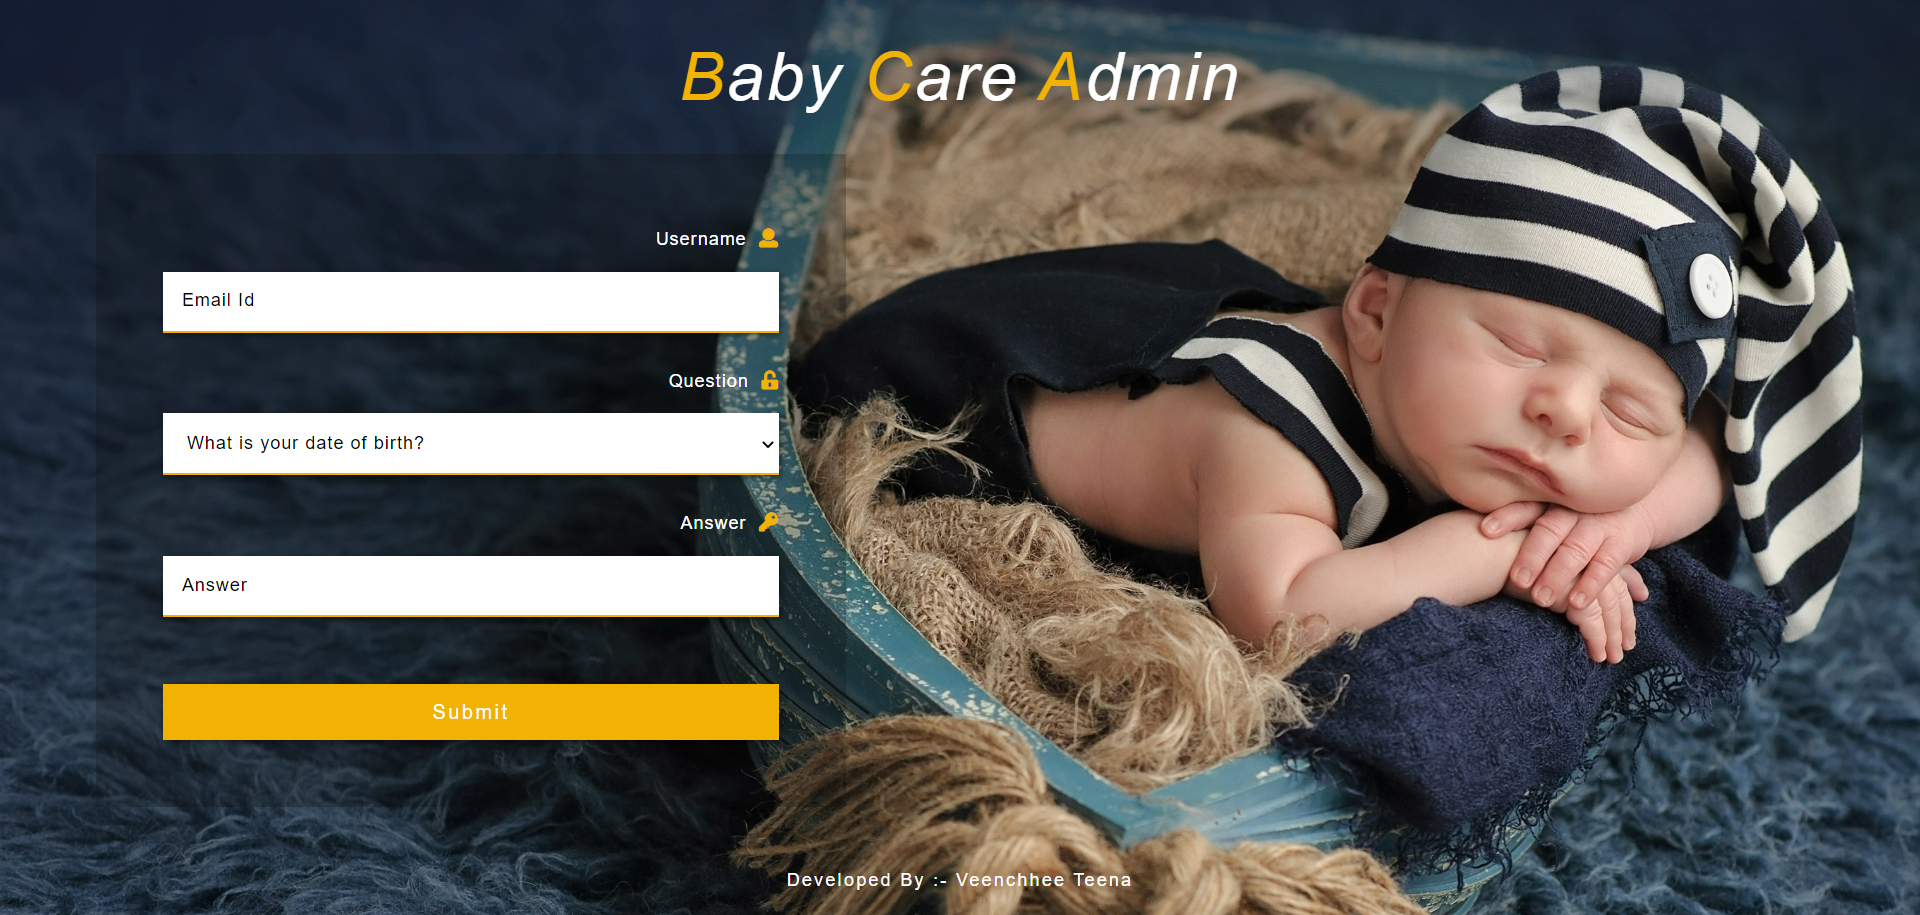 Baby Care Admin
Username
Email Id
Question
What is your date of birth?
Answer
Answer
Submit
Developed By :- Veenchhee Teena